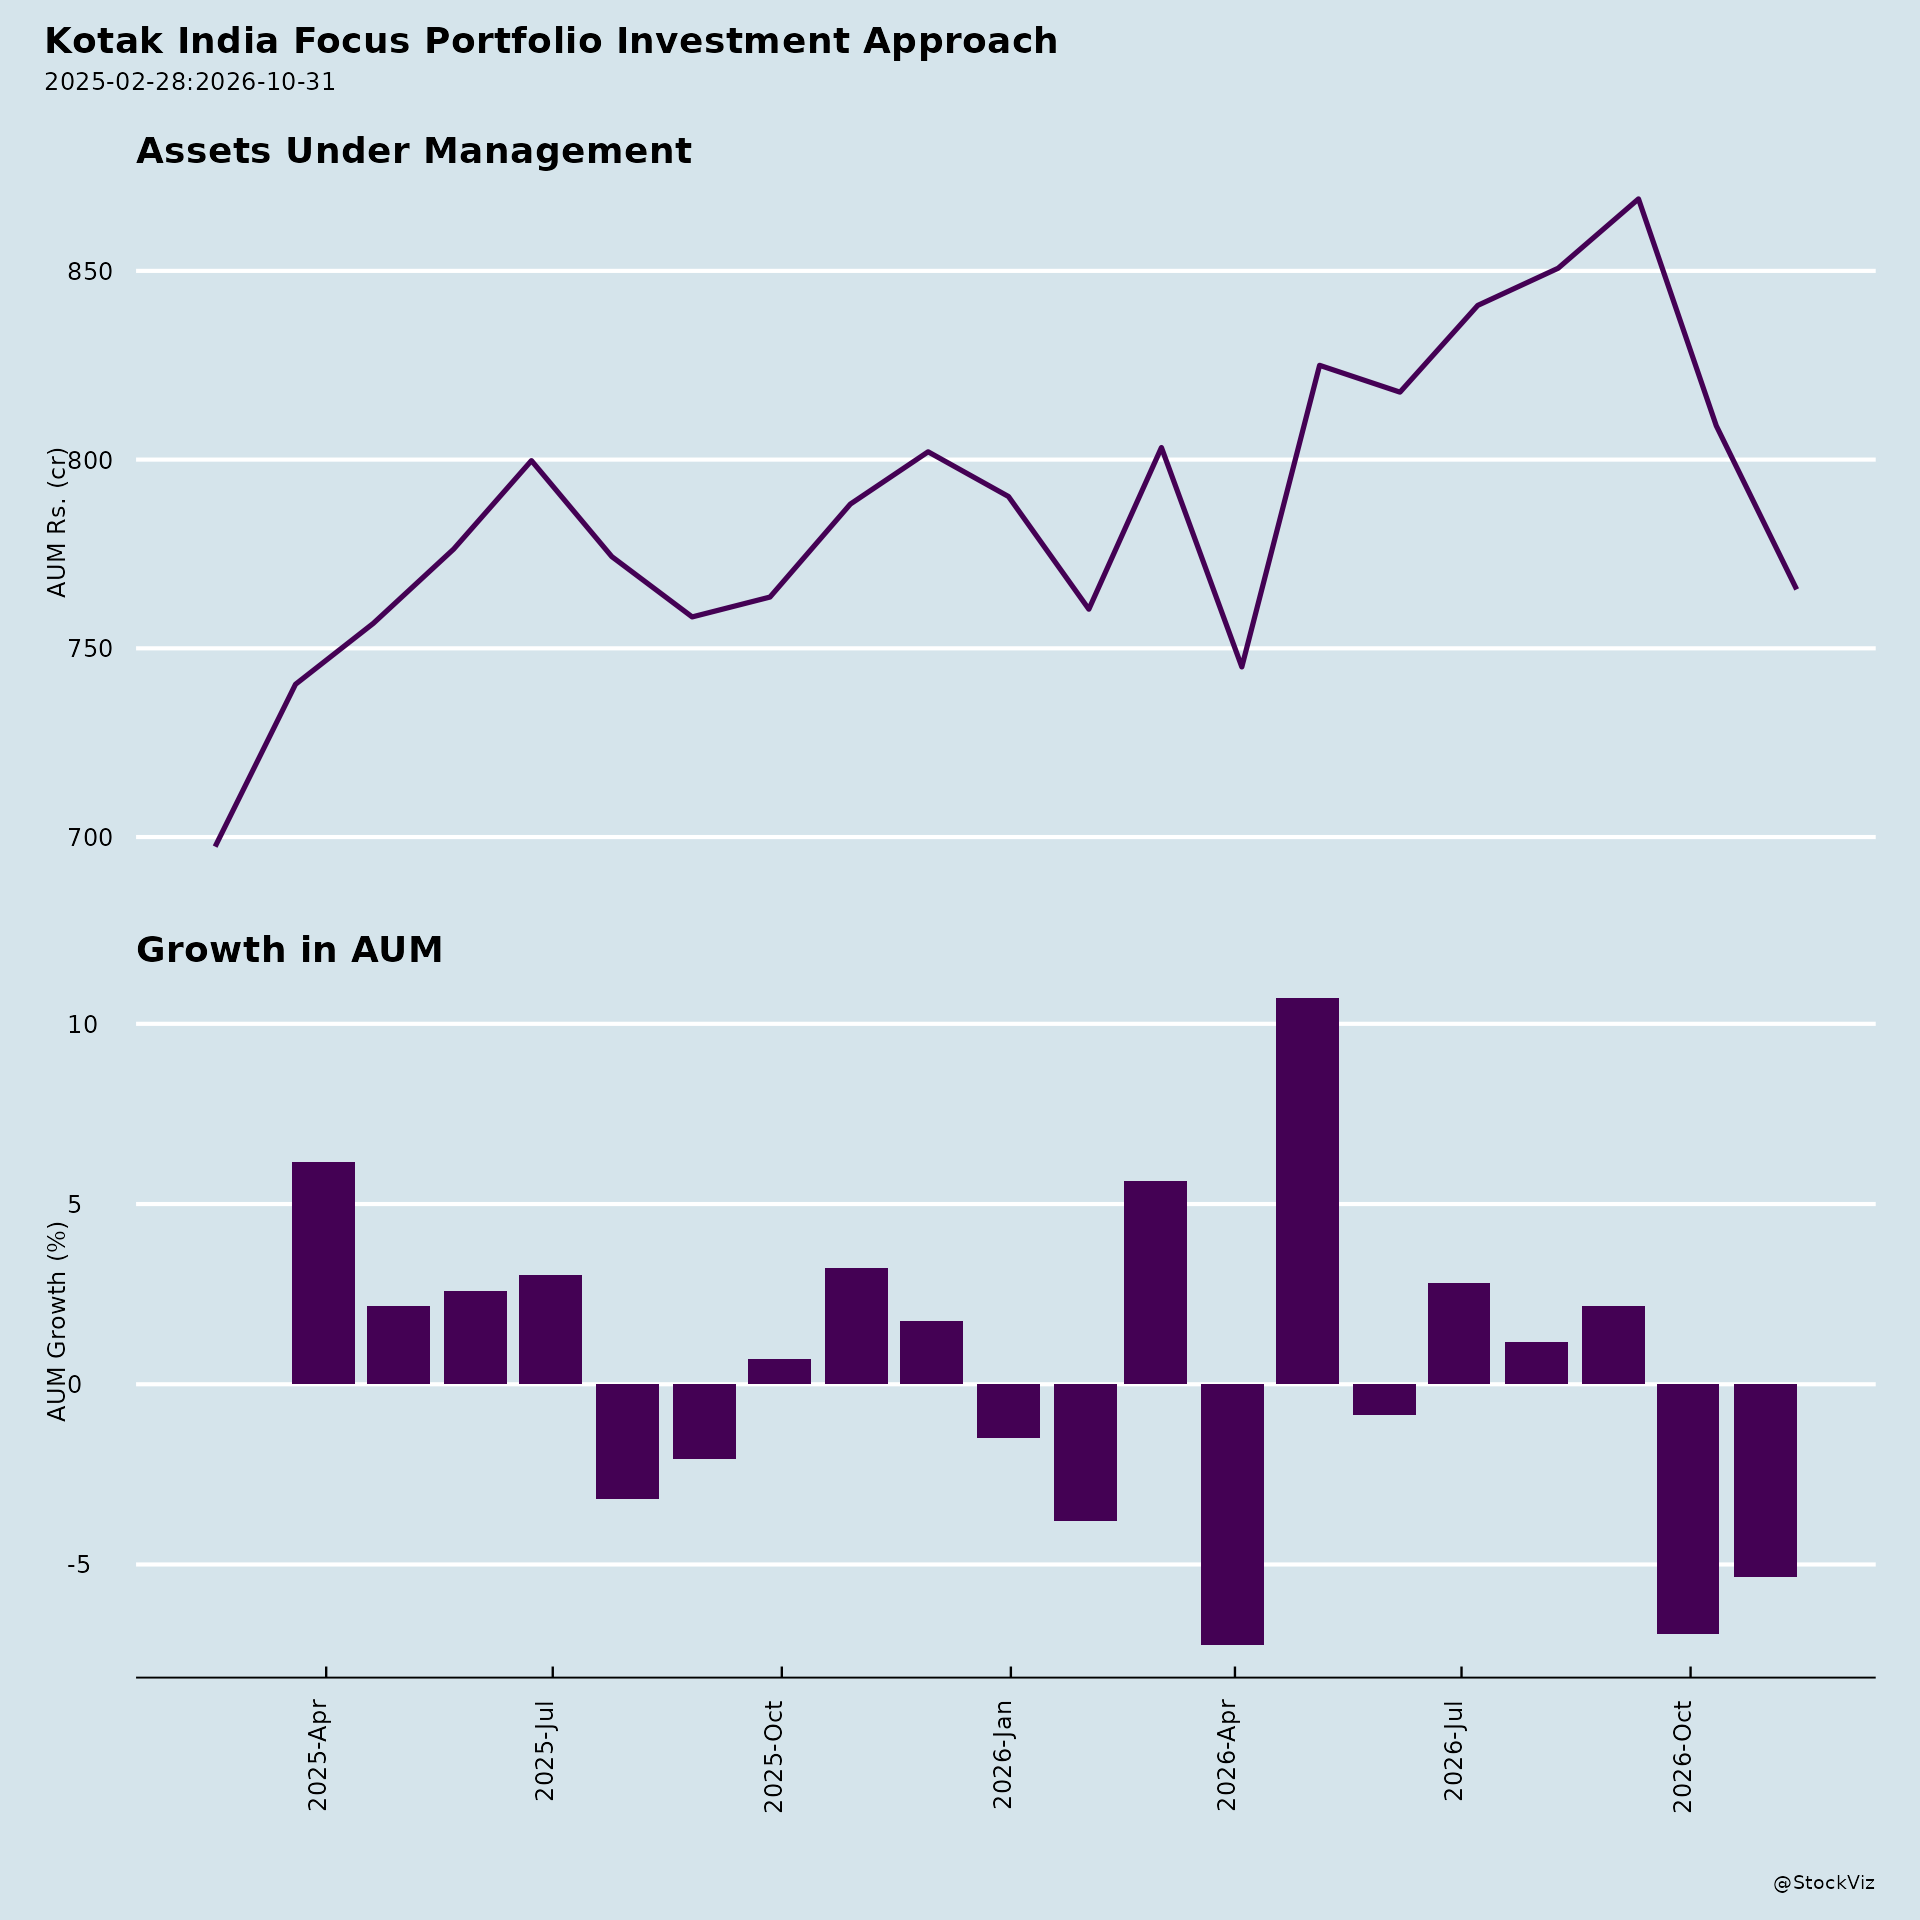 Kotak India Focus Portfolio Investment Approach
2025-02-28:2026-10-31
Assets Under Management
AUM Rs. (cr)
850
800
750
700
Growth in AUM
AUM Growth (%)
10
5
0
-5
2025-Apr
2025-Jul
2025-Oct
2026-Jan
2026-Apr
2026-Jul
2026-Oct
@StockViz